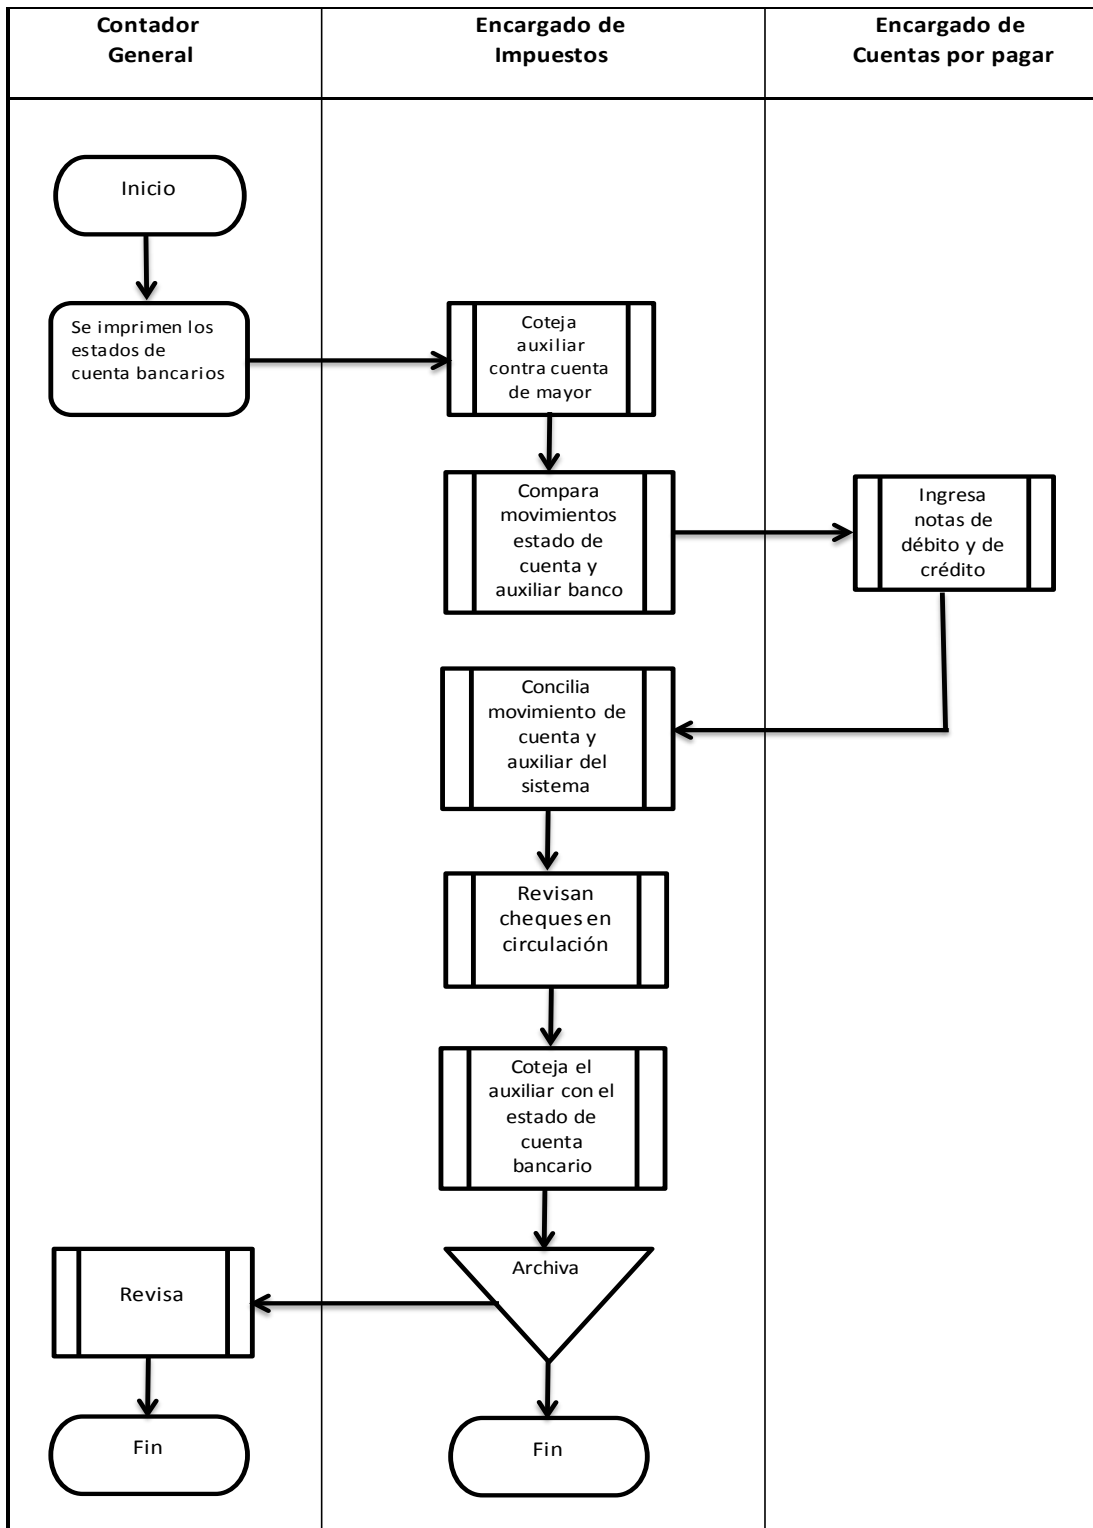 Contador
General
Encargado de
Impuestos
Encargado de
Cuentas por pagar
Inicio
Se imprimen los
estados de
cuenta bancarios
Coteja
auxiliar
contra cuenta
de mayor
Compara
movimientos
estado de
cuenta y
auxiliar banco
Ingresa
notas de
débito y de
crédito
Concilia
movimiento de
cuenta y
auxiliar del
sistema
Revisan
cheques en
circulación
Coteja el
auxiliar con el
estado de
cuenta
bancario
Archiva
Revisa
Fin
Fin